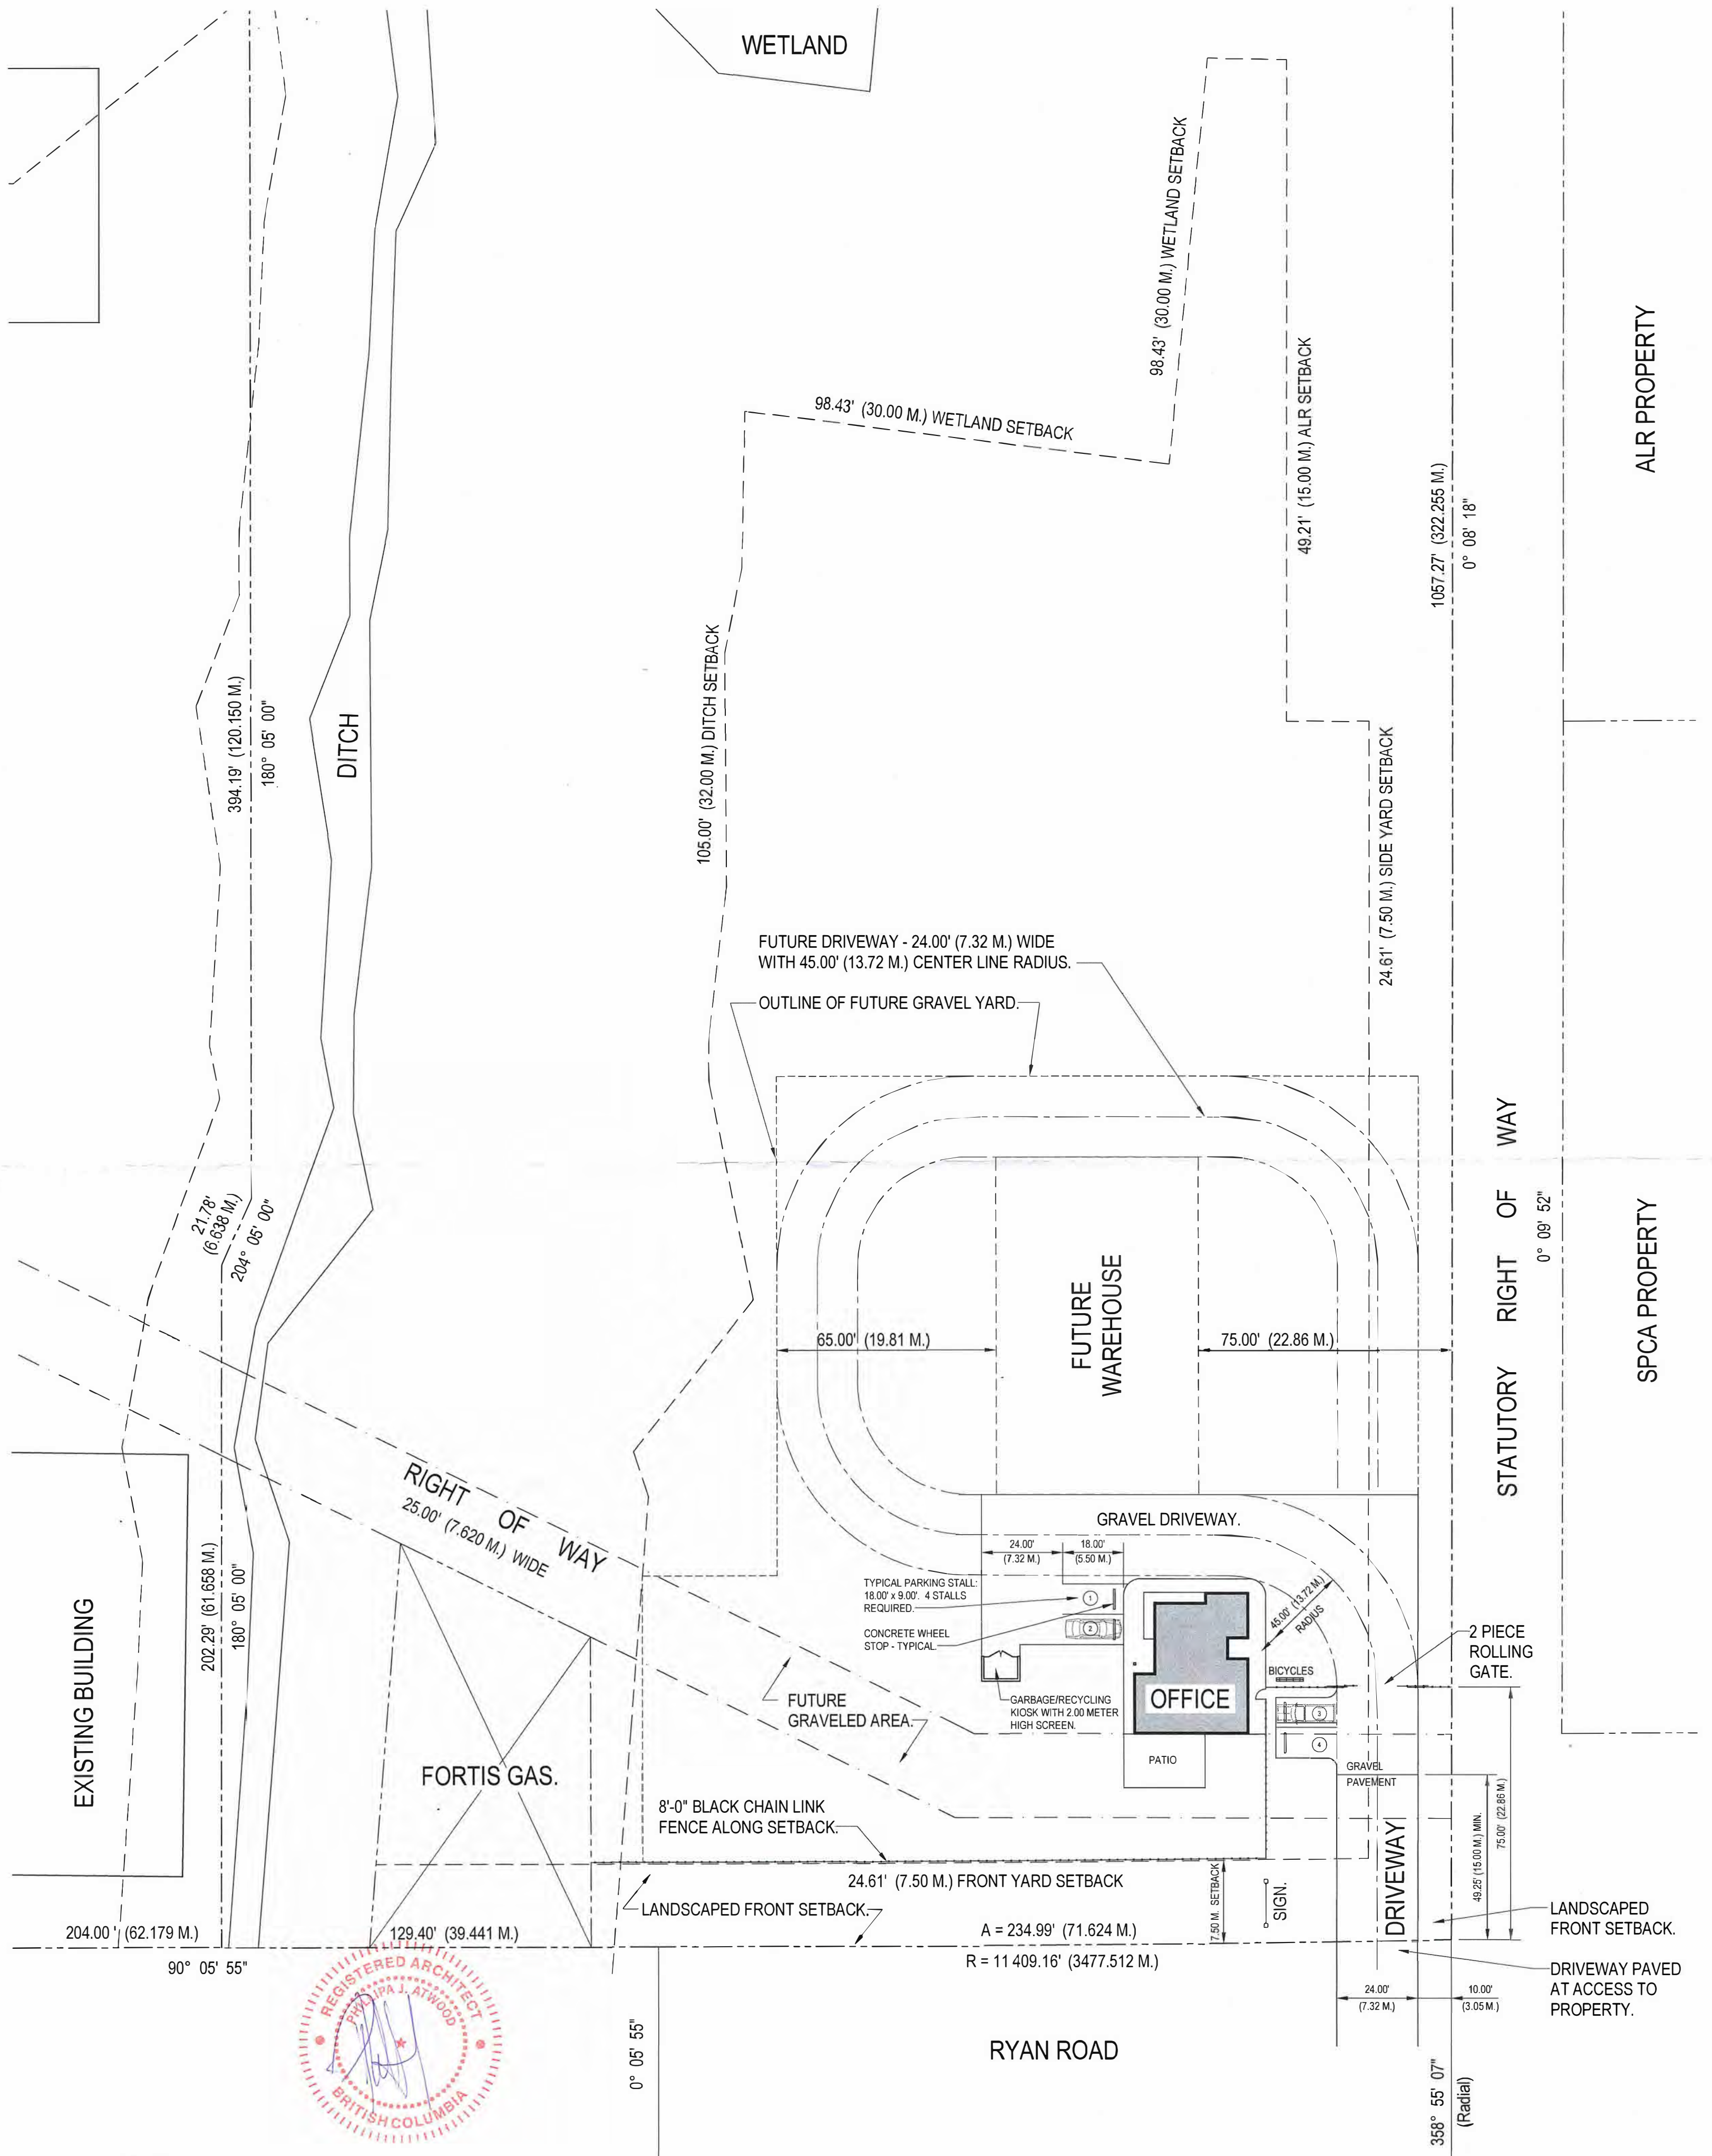 WETLAND
98.43' (30.00 M.) WETLAND SETBACK
98.43' (30.00 M.) WETLAND SETBACK
49.21' (15.00 M.) ALR SETBACK
1057.27' (322.255 M.)
0° 08' 18"
ALR PROPERTY
394.19' (120.150 M.)
180° 05' 00"
DITCH
105.00' (32.00 M.) DITCH SETBACK
24.61' (7.50 M.) SIDE YARD SETBACK
FUTURE DRIVEWAY - 24.00' (7.32 M.) WIDE
WITH 45.00' (13.72 M.) CENTER LINE RADIUS.
OUTLINE OF FUTURE GRAVEL YARD.
21.78'
(6.638 M.)
204° 05' 00"
STATUTORY RIGHT OF WAY
0° 09' 52"
SPCA PROPERTY
FUTURE
WAREHOUSE
65.00' (19.81 M.)
75.00' (22.86 M.)
RIGHT OF WAY
25.00' (7.620 M.) WIDE
GRAVEL DRIVEWAY.
24.00'
(7.32 M.)
18.00'
(5.50 M.)
TYPICAL PARKING STALL:
18.00' x 9.00'. 4 STALLS
REQUIRED.
1
CONCRETE WHEEL
STOP - TYPICAL.
2
45.00' (13.72 M.)
RADIUS
2 PIECE
ROLLING
GATE.
BICYCLES
OFFICE
GARBAGE/RECYCLING
KIOSK WITH 2.00 METER
HIGH SCREEN.
3
4
PATIO
GRAVEL
PAVEMENT
EXISTING BUILDING
202.29' (61.658 M.)
180° 05' 00"
FUTURE
GRAVELED AREA.
FORTIS GAS.
8'-0" BLACK CHAIN LINK
FENCE ALONG SETBACK.
24.61' (7.50 M.) FRONT YARD SETBACK
LANDSCAPED FRONT SETBACK.
7.50 M. SETBACK
SIGN.
DRIVEWAY
49.25' (15.00 M.) MIN.
75.00' (22.86 M.)
LANDSCAPED
FRONT SETBACK.
DRIVEWAY PAVED
AT ACCESS TO
PROPERTY.
204.00 ' (62.179 M.)
90° 05' 55"
129.40' (39.441 M.)
A = 234.99' (71.624 M.)
R = 11 409.16' (3477.512 M.)
24.00'
(7.32 M.)
10.00'
(3.05 M.)
REGISTERED ARCHITECT
PHILLIPA J. ATWOOD
BRITISH COLUMBIA
0° 05' 55"
RYAN ROAD
358° 55' 07"
(Radial)